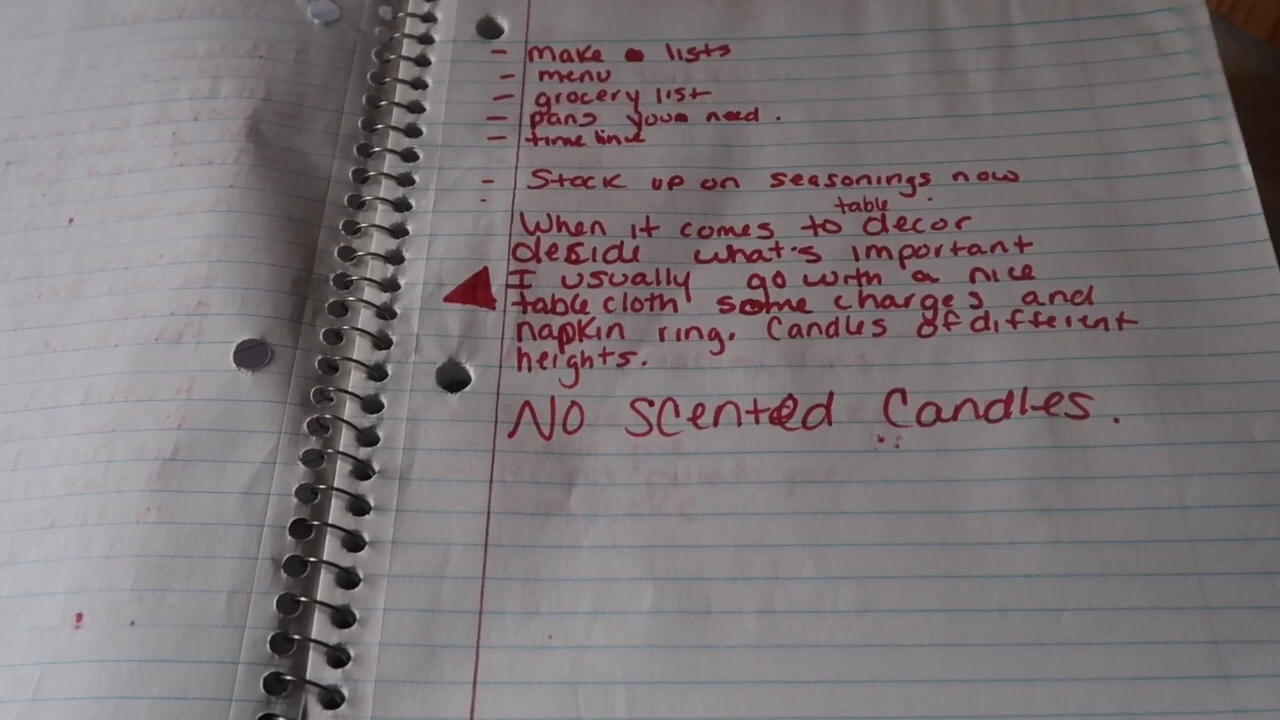 - make lists
- menu
- grocery list
- pans your need.
- time line
- Stock up on seasonings now
table
When it comes to decor
decide what's important
I usually go with a nice
table cloth some charges and
napkin ring. Candles of different
heights.
NO Scented Candles.